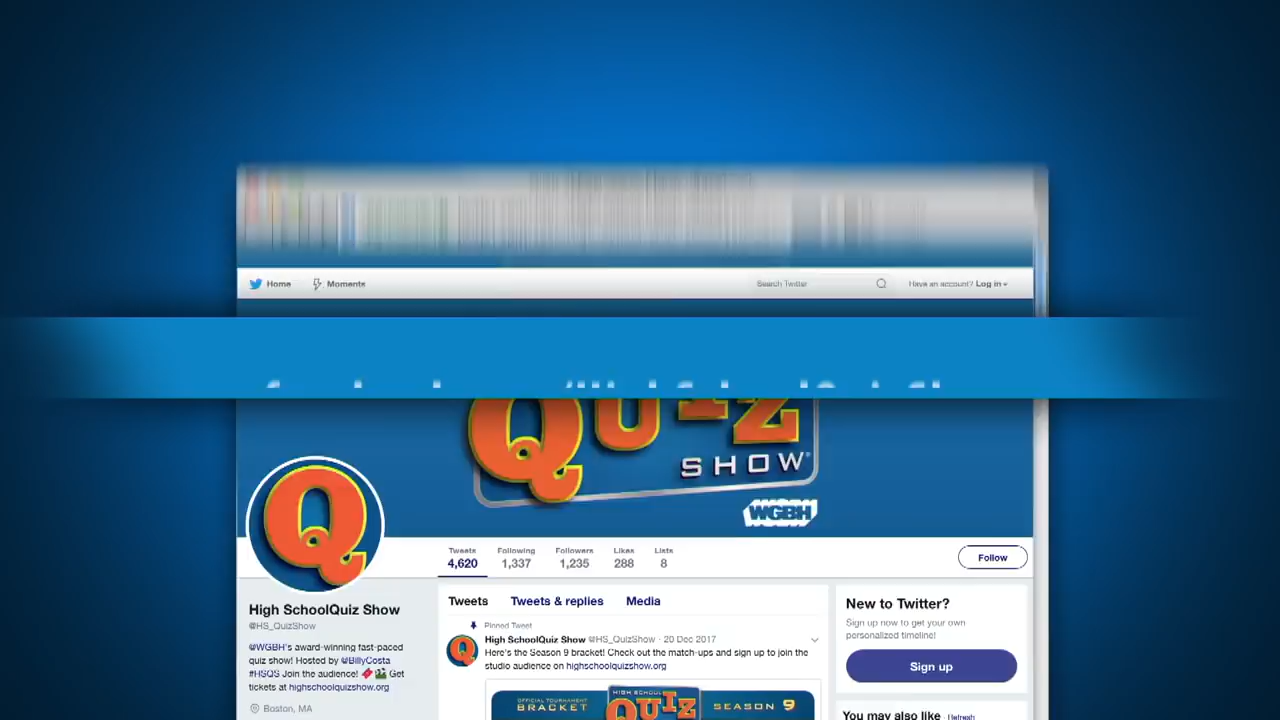 Home
Moments
Search Twitter
Have an account? Log in
QUIZ
SHOW
WGBH
Q
Tweets
Following
Followers
Likes
Lists
4,620
1,337
1,235
288
8
Follow
High SchoolQuiz Show
@HS_QuizShow
@WGBH's award-winning fast-paced
quiz show! Hosted by @BillyCosta
#HSQS Join the audience! Get
tickets at highschoolquizshow.org
Boston, MA
Tweets Tweets & replies Media
Pinned Tweet
High SchoolQuiz Show @HS_QuizShow · 20 Dec 2017
Here's the Season 9 bracket! Check out the match-ups and sign up to join the
studio audience on highschoolquizshow.org
OFFICIAL TOURNAMENT
BRACKET
HIGH SCHOOL
QUIZ
SEASON 9
New to Twitter?
Sign up now to get your own
personalized timeline!
Sign up
You may also like · Refresh